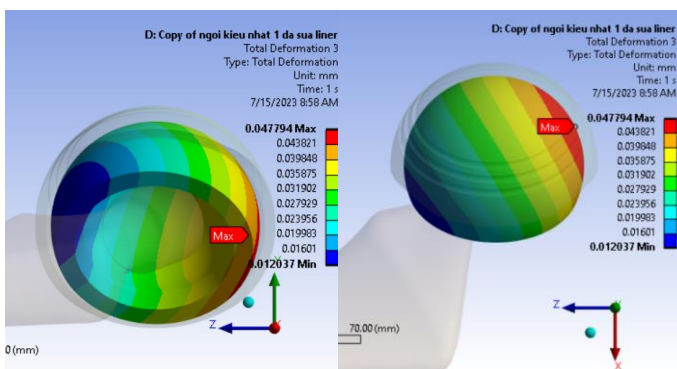 D: Copy of ngoi kieu nhat 1 da sua liner
Total Deformation 3
Type: Total Deformation
Unit: mm
Time: 1 s
7/15/2023 8:58 AM
0.047794 Max
0.043821
0.039848
0.035875
0.031902
0.027929
0.023956
0.019983
0.01601
0.012037 Min
Max
Y
Z
X
0 (mm)
D: Copy of ngoi kieu nhat 1 da sua liner
Total Deformation 3
Type: Total Deformation
Unit: mm
Time: 1 s
7/15/2023 8:58 AM
0.047794 Max
0.043821
0.039848
0.035875
0.031902
0.027929
0.023956
0.019983
0.01601
0.012037 Min
Max
70.00 (mm)
Z
Y
X